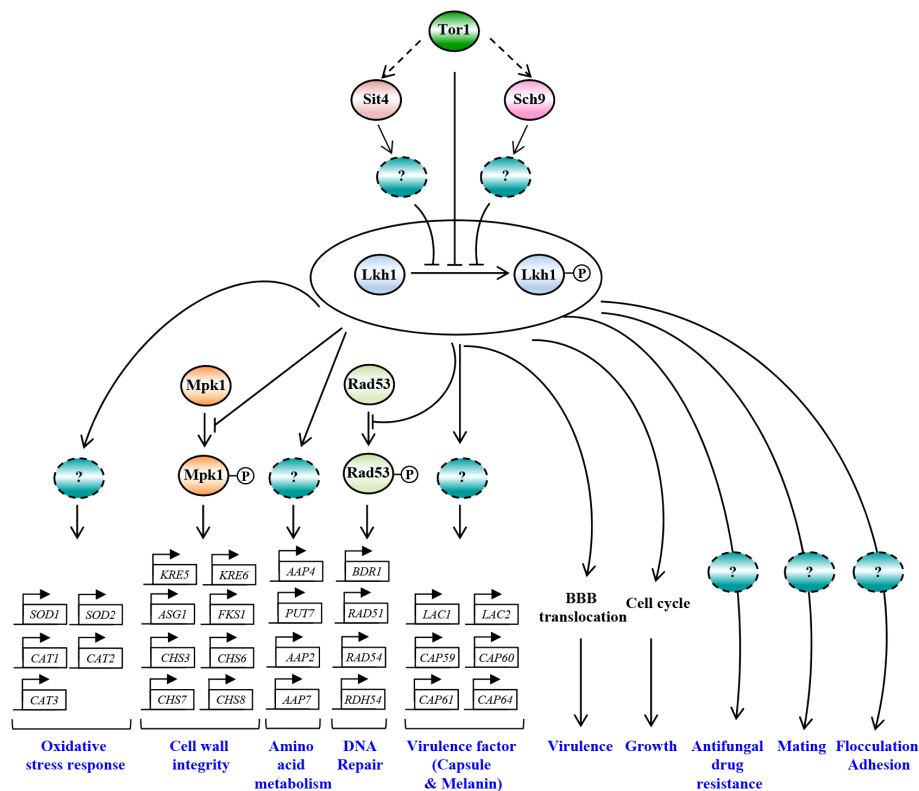 Tor1
Sit4
Sch9
?
?
Lkh1
Lkh1
P
Mpk1
Rad53
?
Mpk1
P
?
Rad53
P
?
KRE5
KRE6
AAP4
BDR1
?
?
?
SOD1
SOD2
ASG1
FKS1
PUT7
RAD51
LAC1
LAC2
BBB
translocation
Cell cycle
CAT1
CAT2
CHS3
CHS6
AAP2
RAD54
CAP59
CAP60
CAT3
CHS7
CHS8
AAP7
RDH54
CAP61
CAP64
Oxidative
stress response
Cell wall
integrity
Amino
acid
metabolism
DNA
Repair
Virulence factor
(Capsule
& Melanin)
Virulence
Growth
Antifungal
drug
resistance
Mating
Flocculation
Adhesion